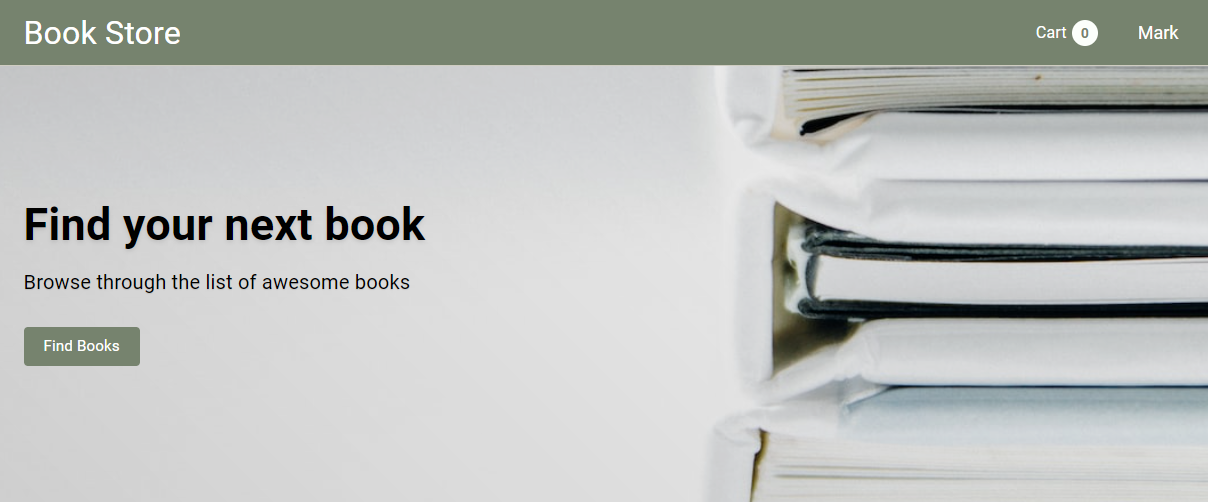 Book Store
Cart 0
Mark
Find your next book
Browse through the list of awesome books
Find Books